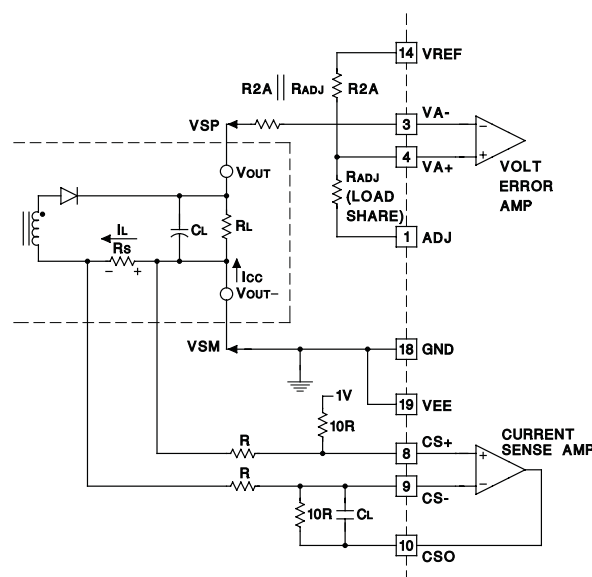 14 VREF
R2A || RADJ R2A
VSP
3 VA-
−
4 VA+
+
VOLT
ERROR
AMP
VOUT
RADJ
(LOAD
SHARE)
1 ADJ
CL
RL
IL
RS
− +
ICC
VOUT−
VSM
18 GND
19 VEE
1V
10R
R
8 CS+
+
CURRENT
SENSE AMP
R
9 CS-
−
10R
CL
10 CSO